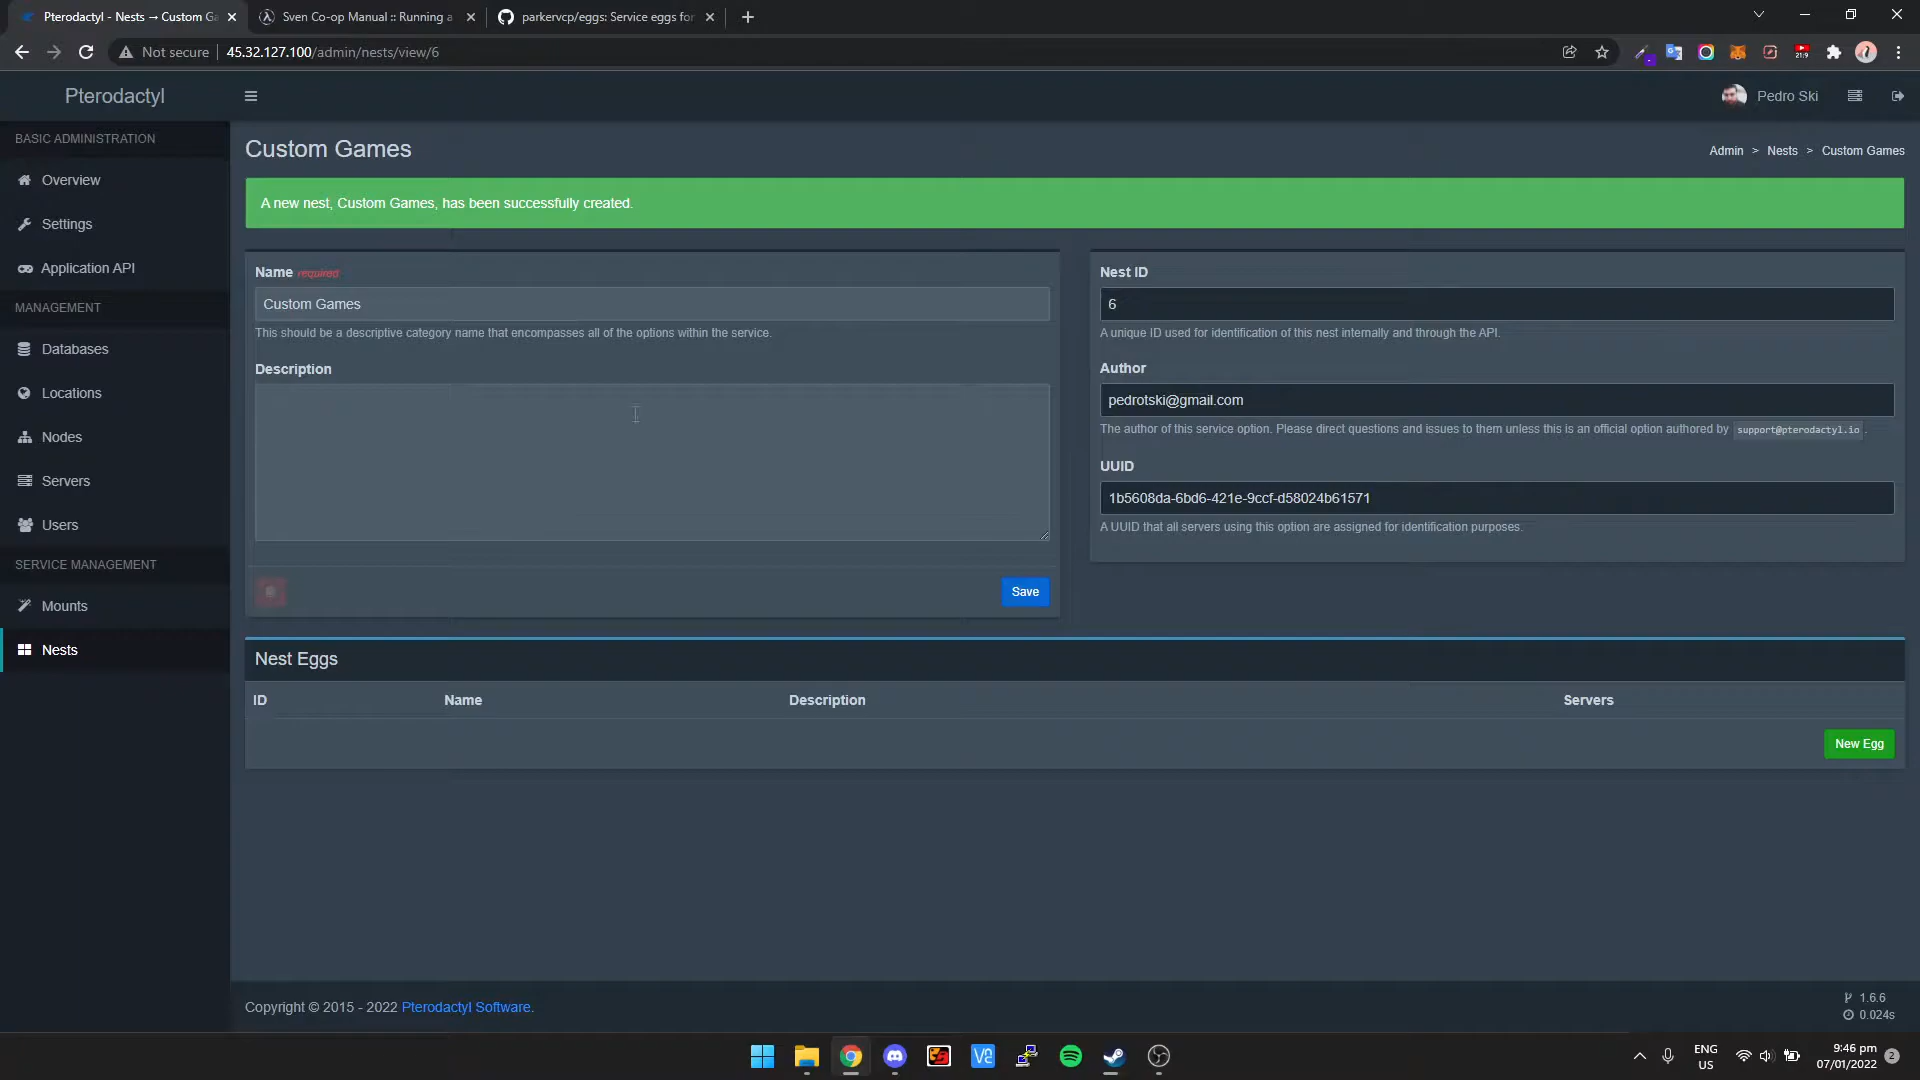 Pterodactyl - Nests → Custom Ga
Sven Co-op Manual :: Running a
parkervcp/eggs: Service eggs for
Not secure
45.32.127.100/admin/nests/view/6
21:9
Pterodactyl
Pedro Ski
BASIC ADMINISTRATION
Overview
Settings
Application API
MANAGEMENT
Databases
Locations
Nodes
Servers
Users
SERVICE MANAGEMENT
Mounts
Nests
Custom Games
Admin > Nests > Custom Games
A new nest, Custom Games, has been successfully created.
Name required
Custom Games
This should be a descriptive category name that encompasses all of the options within the service.
Description
Save
Nest ID
6
A unique ID used for identification of this nest internally and through the API.
Author
pedrotski@gmail.com
The author of this service option. Please direct questions and issues to them unless this is an official option authored by support@pterodactyl.io .
UUID
1b5608da-6bd6-421e-9ccf-d58024b61571
A UUID that all servers using this option are assigned for identification purposes.
Nest Eggs
ID Name Description Servers
New Egg
Copyright © 2015 - 2022 Pterodactyl Software.
1.6.6
0.024s
ENG
US
9:46 pm
07/01/2022
2